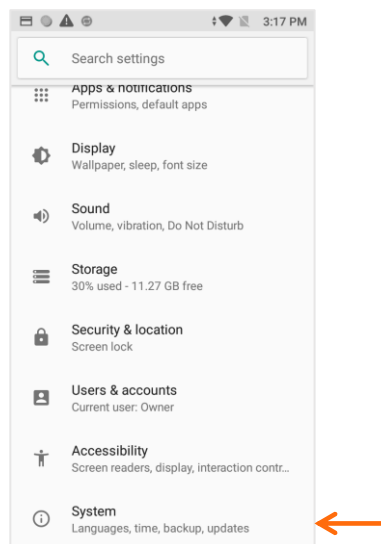 3:17 PM
Search settings
Apps & notifications
Permissions, default apps
Display
Wallpaper, sleep, font size
Sound
Volume, vibration, Do Not Disturb
Storage
30% used - 11.27 GB free
Security & location
Screen lock
Users & accounts
Current user: Owner
Accessibility
Screen readers, display, interaction contr...
System
Languages, time, backup, updates